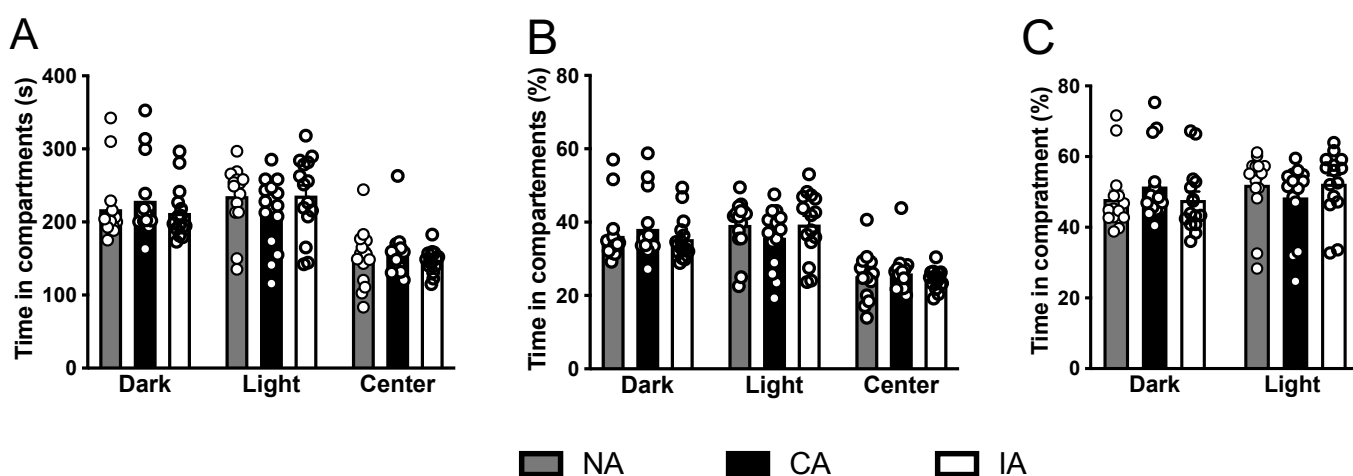 A
Time in compartments (s)
400
300
200
100
0
Dark Light Center
B
Time in compartements (%)
80
60
40
20
0
Dark Light Center
C
Time in compratment (%)
80
60
40
20
0
Dark Light
NA CA IA